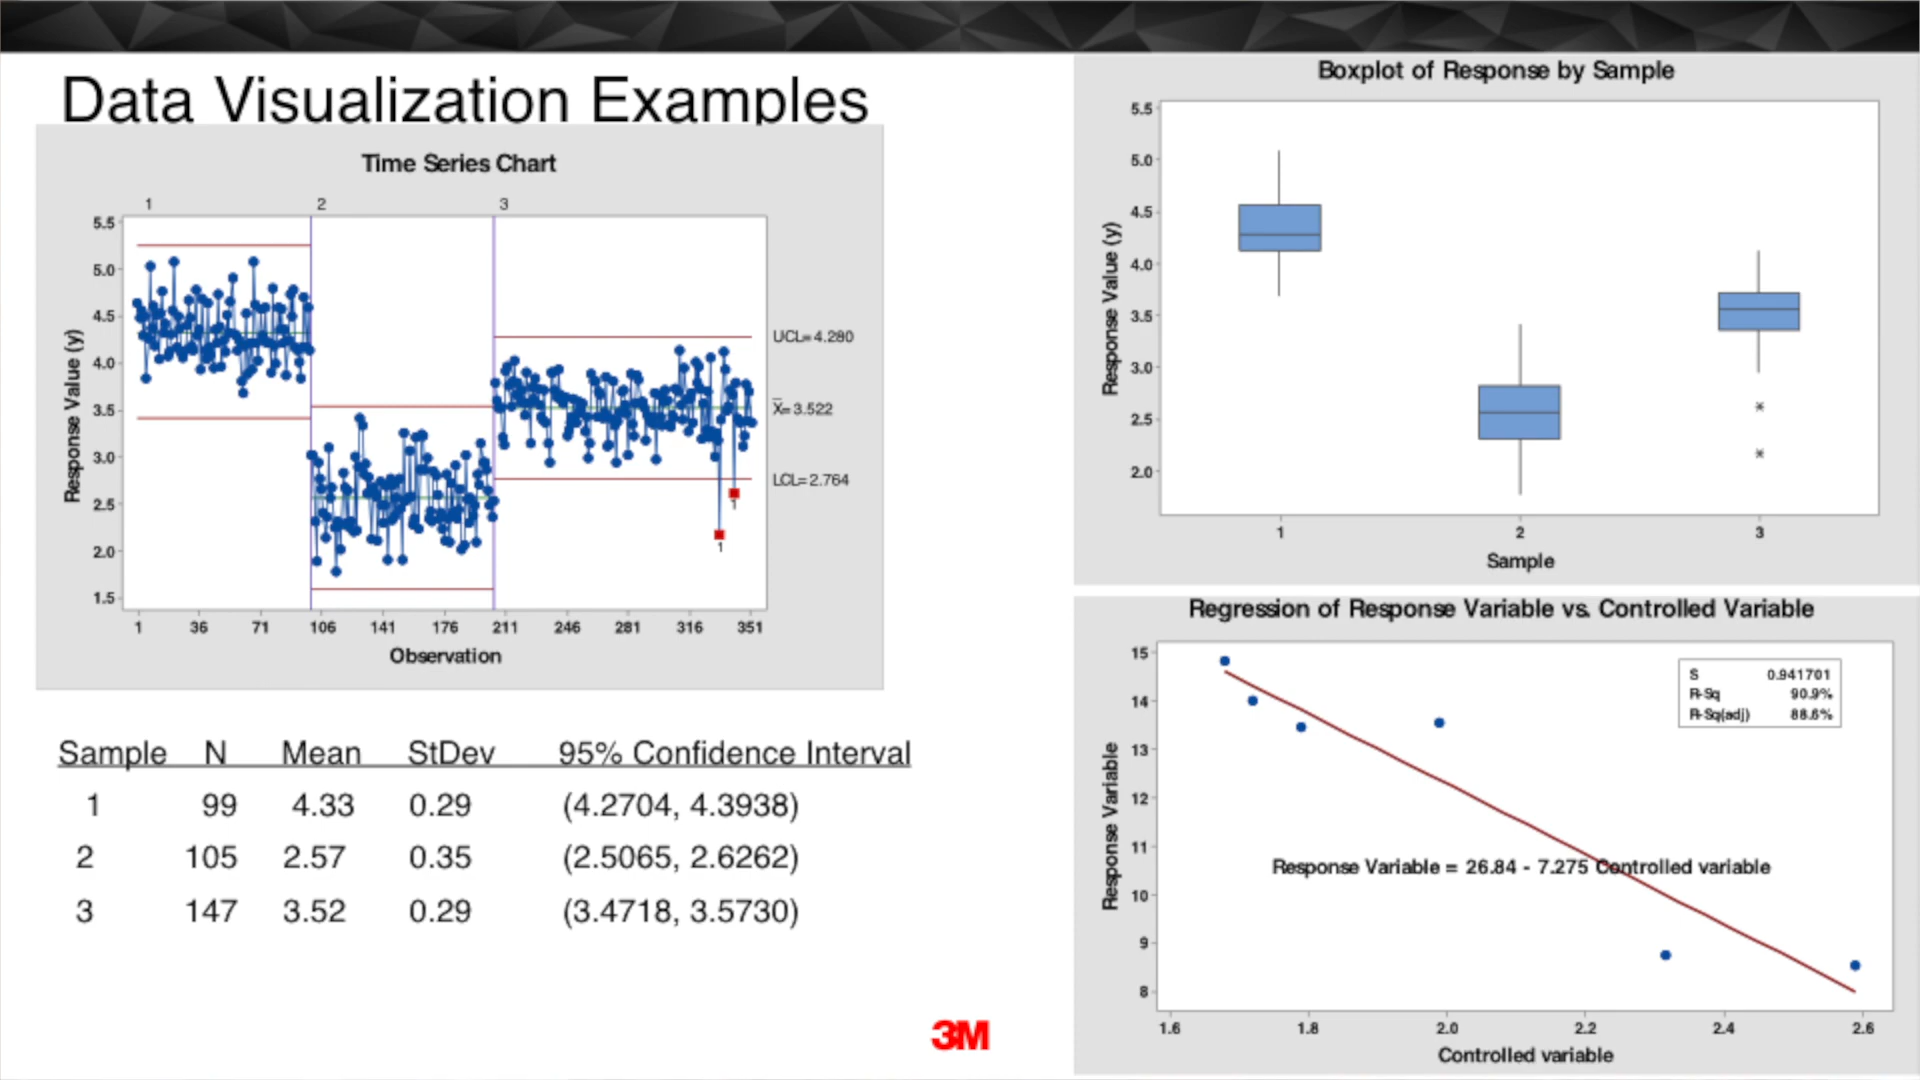 Data Visualization Examples
Time Series Chart
1 2 3
5.5
5.0
4.5
4.0
3.5
3.0
2.5
2.0
1.5
Response Value (y)
UCL=4.280
X=3.522
LCL=2.764
1
1
1 36 71 106 141 176 211 246 281 316 351
Observation
Sample N Mean StDev 95% Confidence Interval
1 99 4.33 0.29 (4.2704, 4.3938)
2 105 2.57 0.35 (2.5065, 2.6262)
3 147 3.52 0.29 (3.4718, 3.5730)
3M
Boxplot of Response by Sample
5.5
5.0
4.5
4.0
3.5
3.0
2.5
2.0
Response Value (y)
1 2 3
Sample
Regression of Response Variable vs. Controlled Variable
15
14
13
12
11
10
9
8
Response Variable
S 0.941701
R-Sq 90.9%
R-Sq(adj) 88.6%
Response Variable = 26.84 - 7.275 Controlled variable
1.6 1.8 2.0 2.2 2.4 2.6
Controlled variable